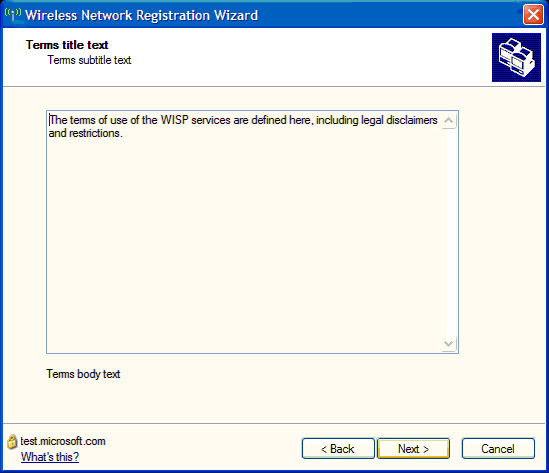 Wireless Network Registration Wizard
Terms title text
Terms subtitle text
The terms of use of the WISP services are defined here, including legal disclaimers
and restrictions.
Terms body text
test.microsoft.com
What's this?
< Back
Next >
Cancel